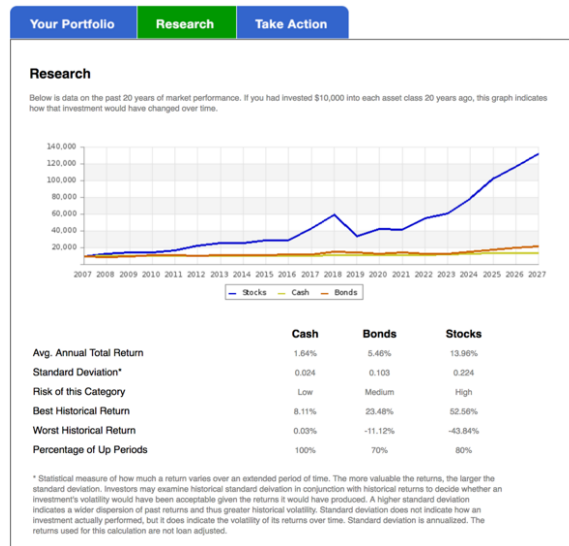 Your Portfolio Research Take Action
Research
Below is data on the past 20 years of market performance. If you had invested $10,000 into each asset class 20 years ago, this graph indicates
how that investment would have changed over time.
140,000
120,000
100,000
80,000
60,000
40,000
20,000
2007 2008 2009 2010 2011 2012 2013 2014 2015 2016 2017 2018 2019 2020 2021 2022 2023 2024 2025 2026 2027
Stocks Cash Bonds
Cash Bonds Stocks
Avg. Annual Total Return 1.64% 5.46% 13.96%
Standard Deviation* 0.024 0.103 0.224
Risk of this Category Low Medium High
Best Historical Return 8.11% 23.48% 52.56%
Worst Historical Return 0.03% -11.12% -43.84%
Percentage of Up Periods 100% 70% 80%
* Statistical measure of how much a return varies over an extended period of time. The more valuable the returns, the larger the
standard deviation. Investors may examine historical standard deivation in conjunction with historical returns to decide whether an
investment's volatility would have been acceptable given the returns it would have produced. A higher standard deviation
indicates a wider dispersion of past returns and thus greater historical volatility. Standard deviation does not indicate how an
investment actually performed, but it does indicate the volatility of its returns over time. Standard deviation is annualized. The
returns used for this calculation are not loan adjusted.